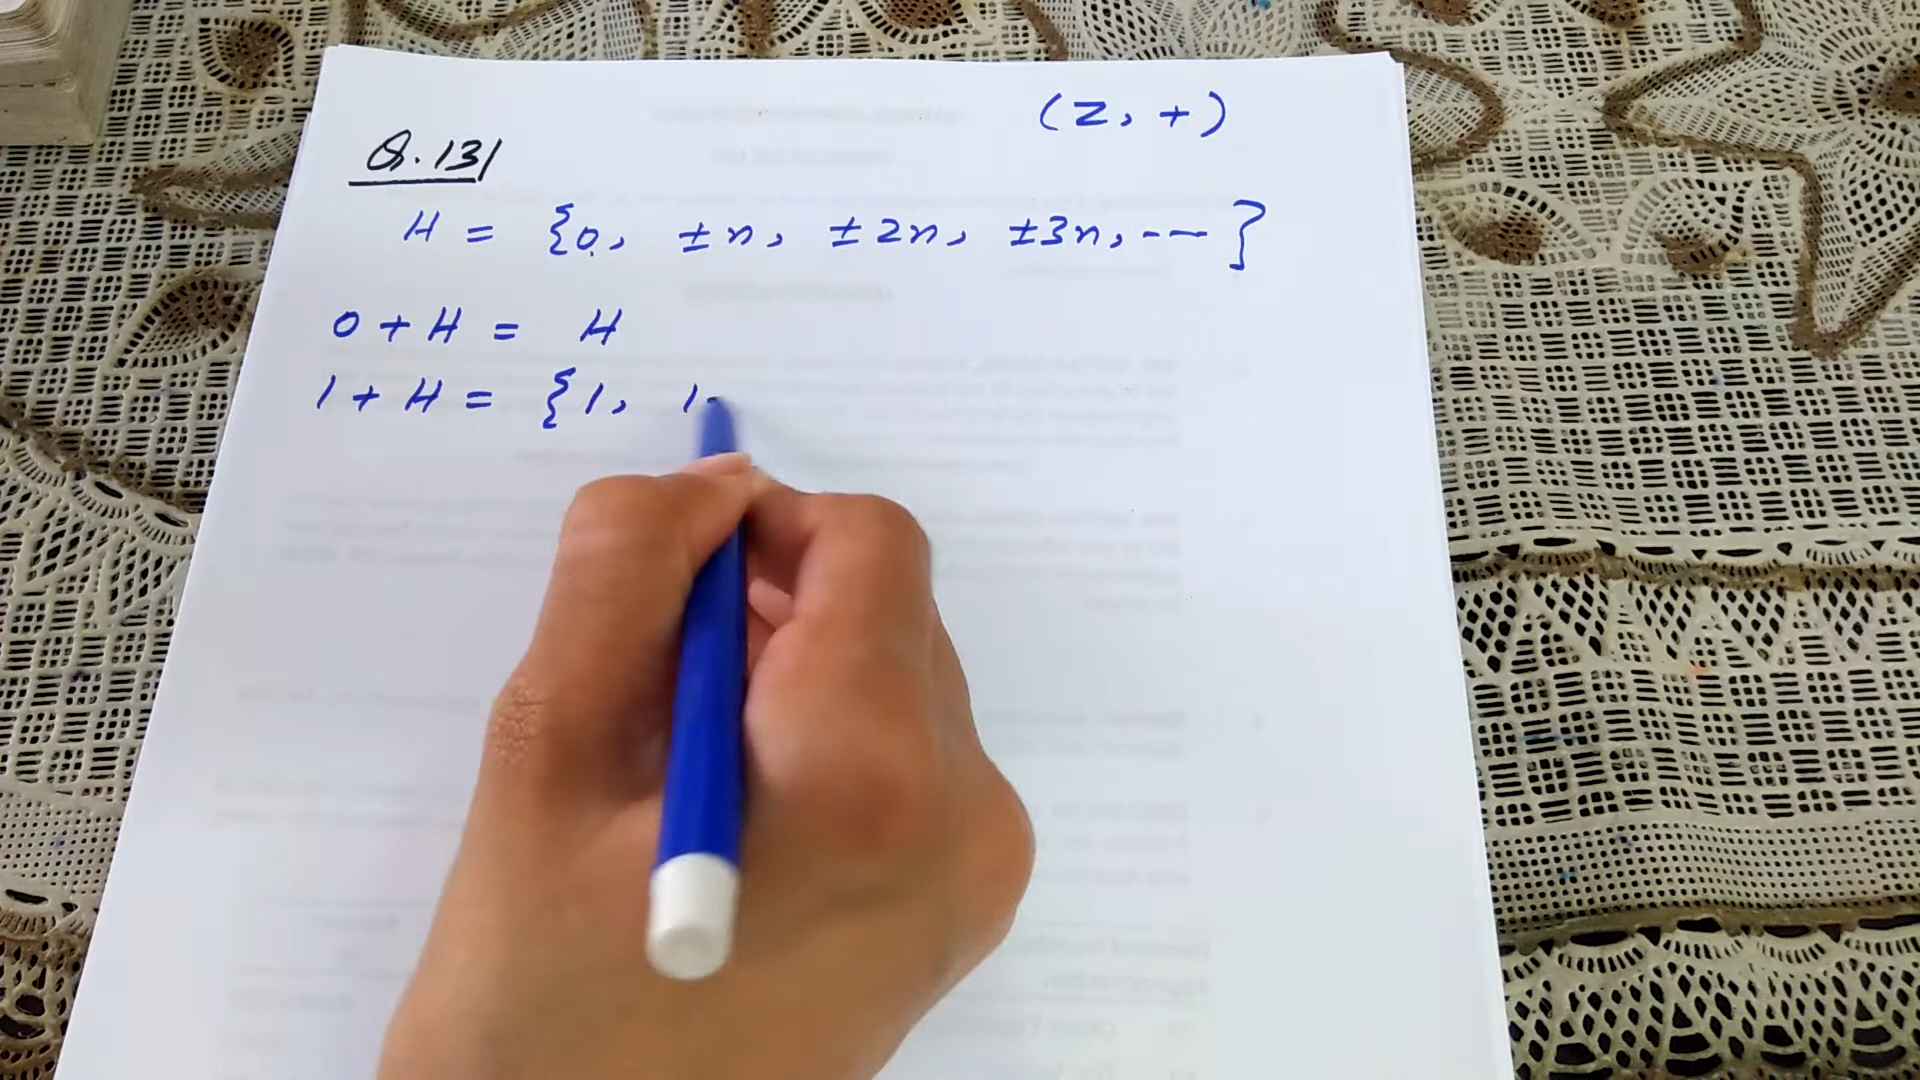 (Z, +)
Q.131
H = {0, ±n, ±2n, ±3n, --- }
0 + H = H
1 + H = {1, 1